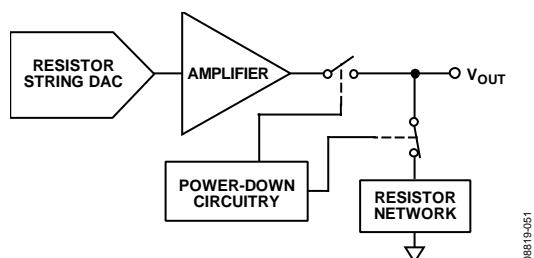 RESISTOR
STRING DAC
AMPLIFIER
VOUT
POWER-DOWN
CIRCUITRY
RESISTOR
NETWORK
08819-051